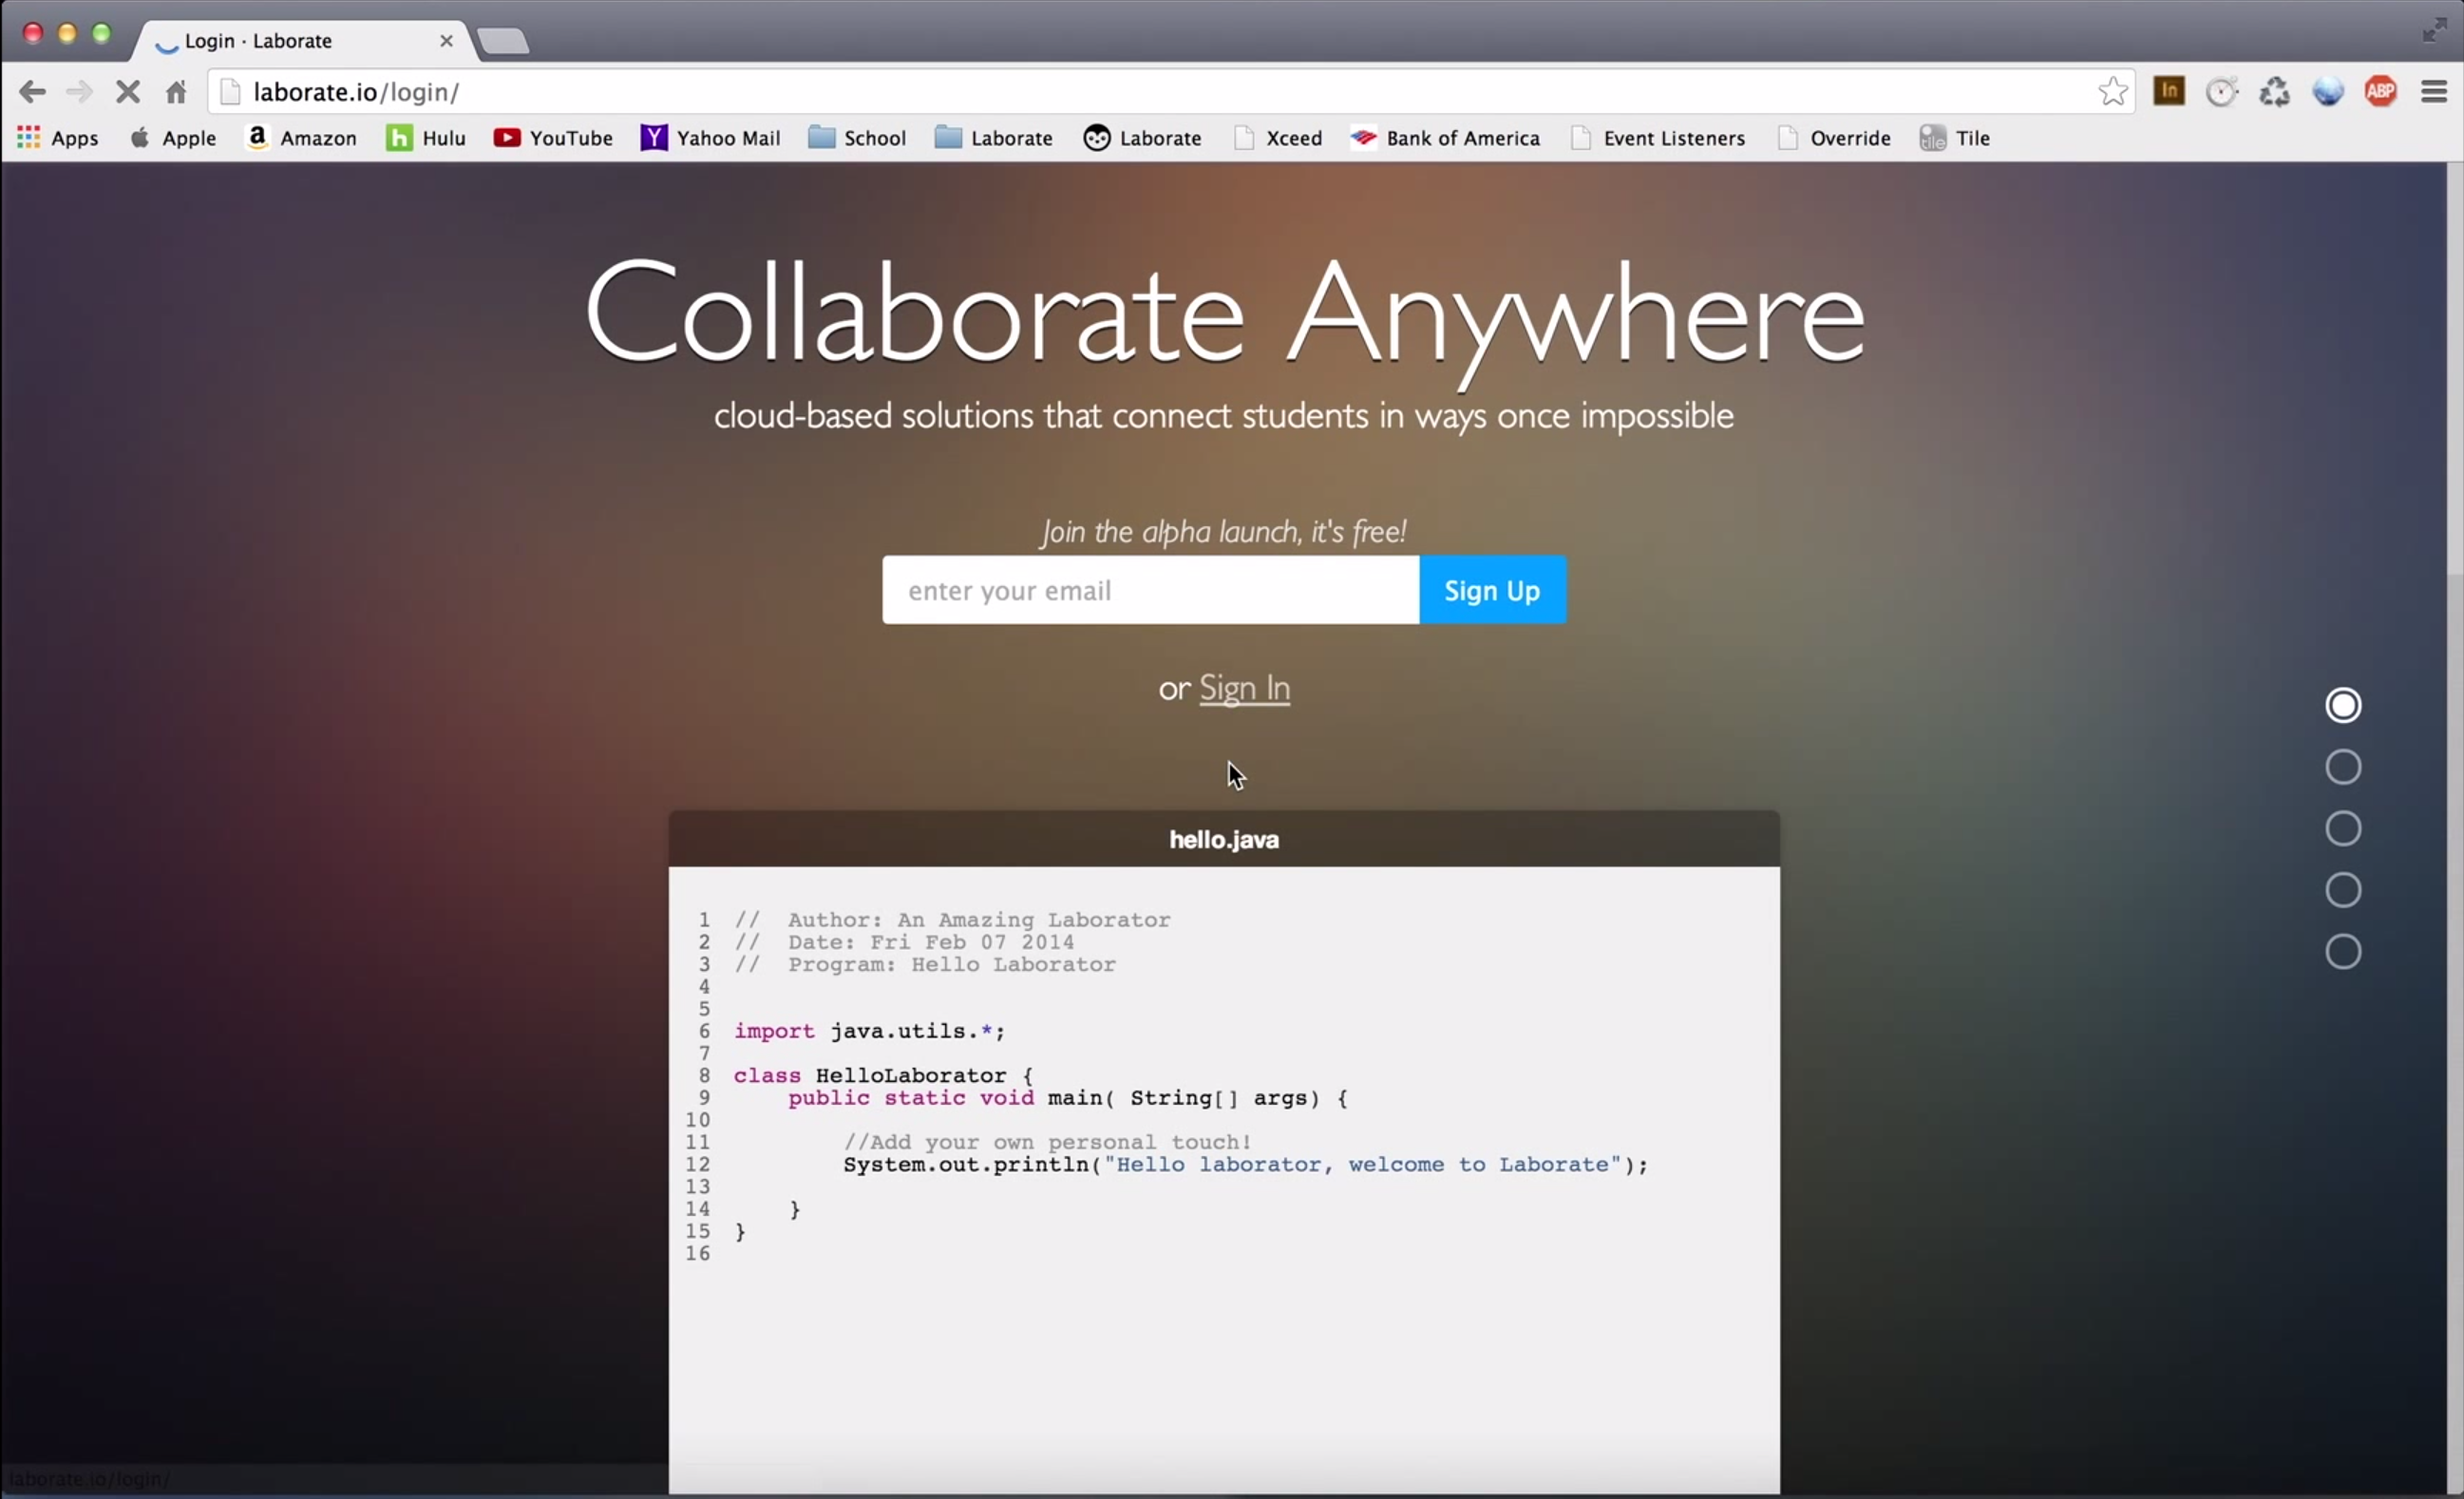 Login · Laborate
laborate.io/login/
In
ABP
Apps Apple Amazon Hulu YouTube Yahoo Mail School Laborate Laborate Xceed Bank of America Event Listeners Override Tile
Collaborate Anywhere
cloud-based solutions that connect students in ways once impossible
Join the alpha launch, it's free!
enter your email Sign Up
or Sign In
hello.java
1 // Author: An Amazing Laborator
2 // Date: Fri Feb 07 2014
3 // Program: Hello Laborator
4
5
6 import java.utils.*;
7
8 class HelloLaborator {
9 public static void main( String[] args) {
10
11 //Add your own personal touch!
12 System.out.println("Hello laborator, welcome to Laborate");
13
14 }
15 }
16
laborate.io/login/